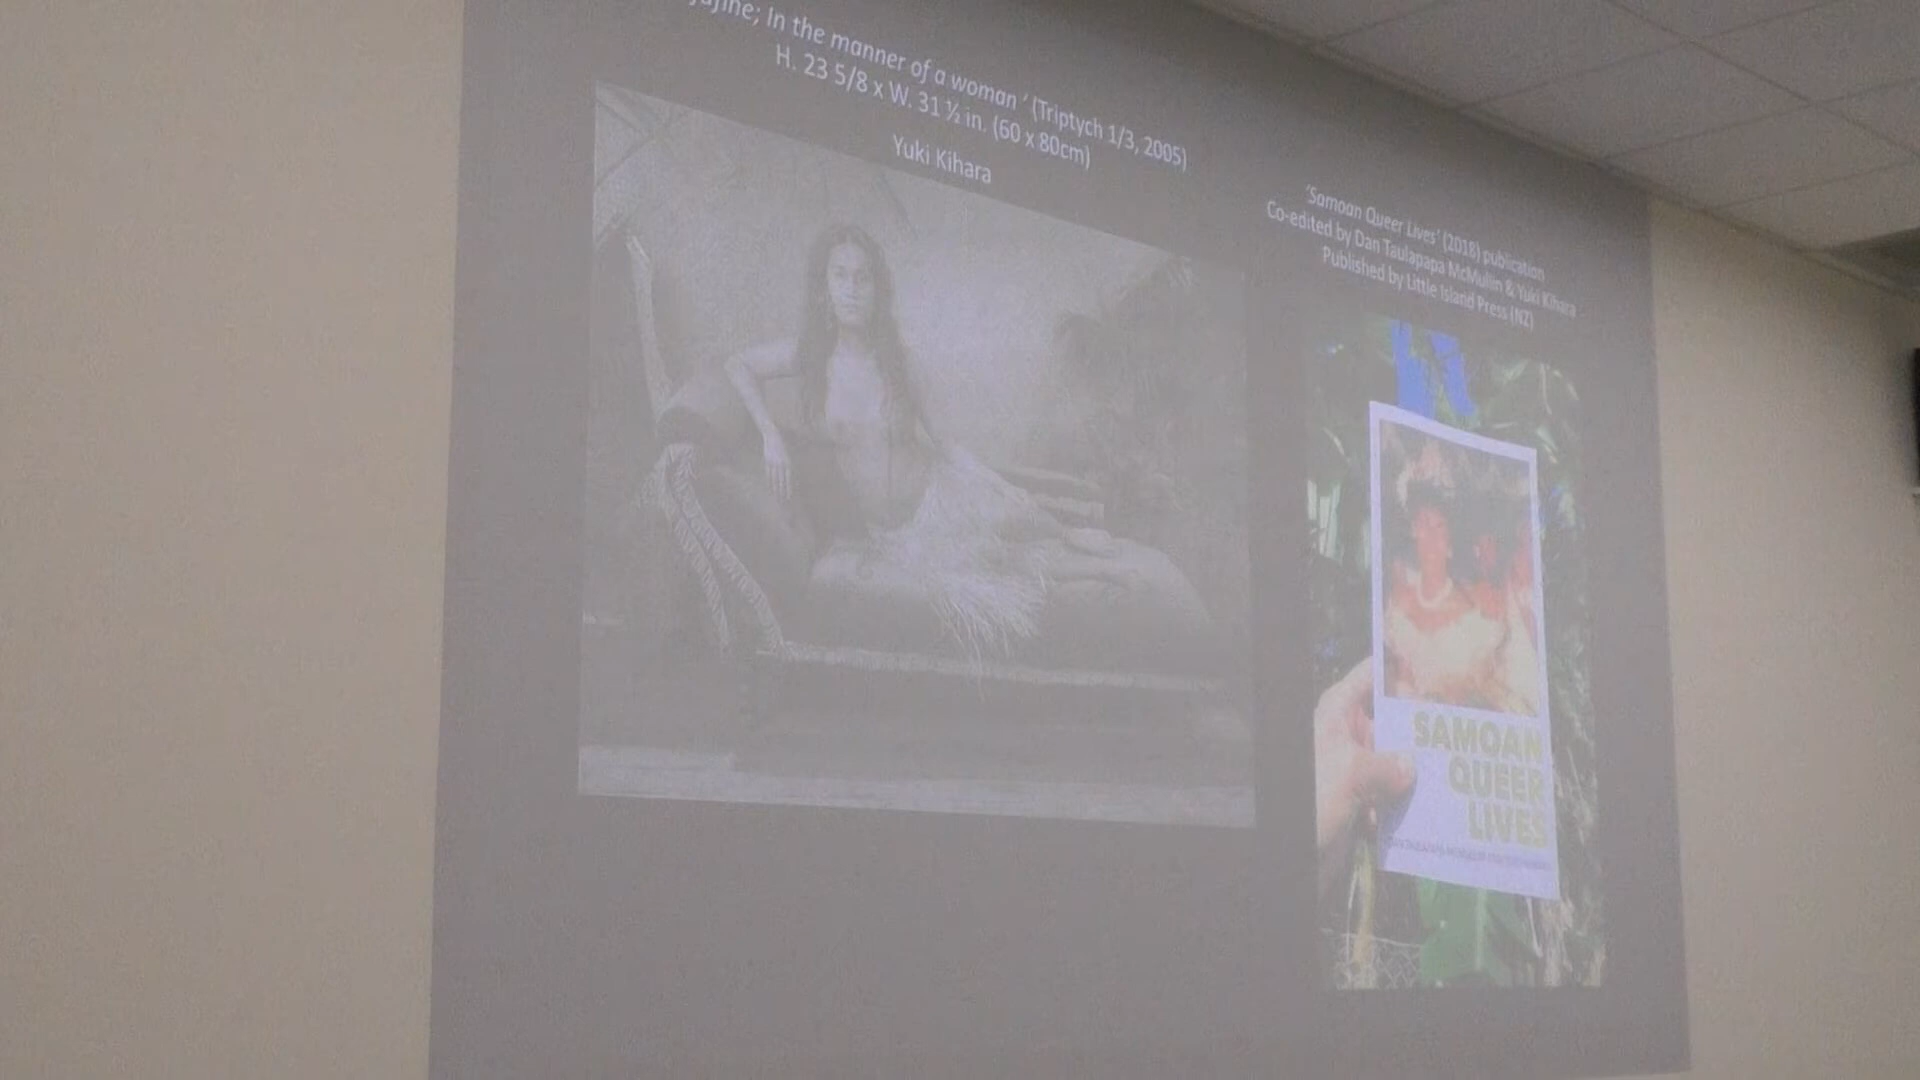 In the manner of a woman ' (Triptych 1/3, 2005)
H. 23 5/8 x W. 31 ½ in. (60 x 80cm)
Yuki Kihara
'Samoan Queer Lives' (2018) publication
Co-edited by Dan Taulapapa McMullin & Yuki Kihara
Published by Little Island Press (NZ)
SAMOAN
QUEER
LIVES